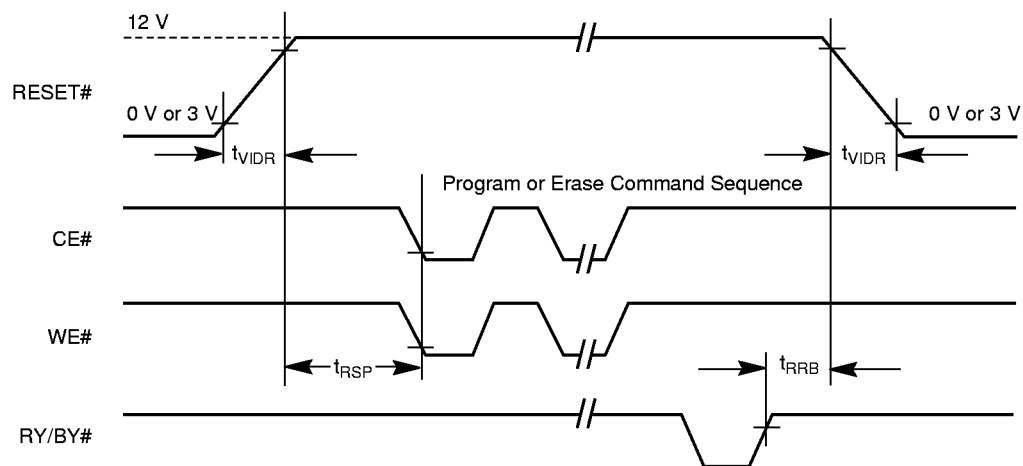 12 V
RESET#
0 V or 3 V
0 V or 3 V
tVIDR
tVIDR
Program or Erase Command Sequence
CE#
WE#
tRSP
tRRB
RY/BY#